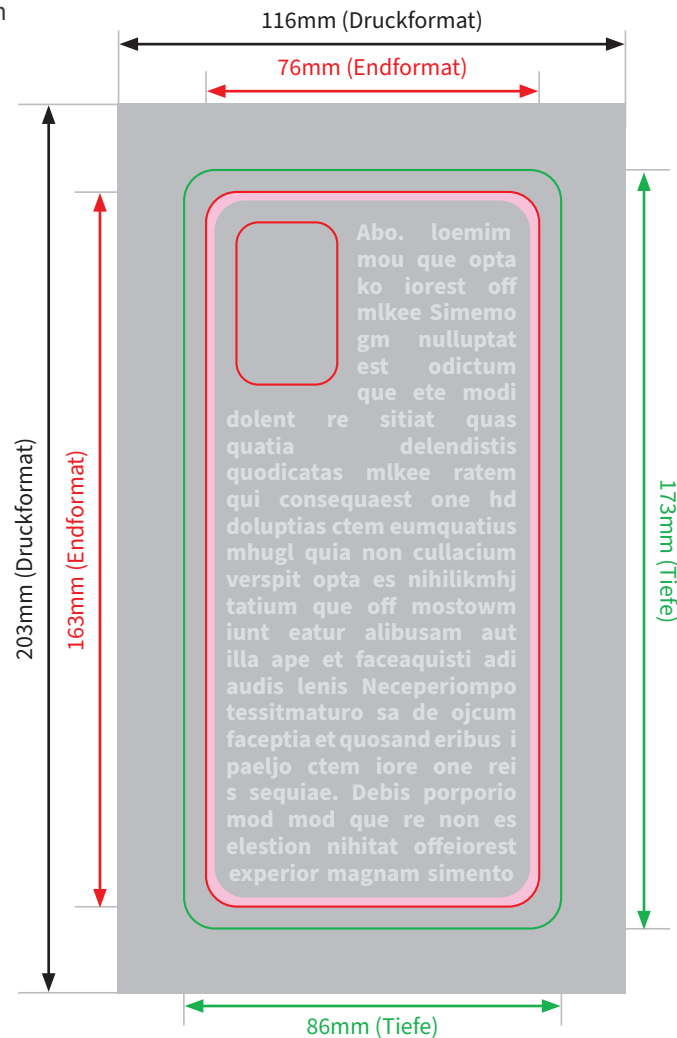 116mm (Druckformat)
76mm (Endformat)
203mm (Druckformat)
163mm (Endformat)
Abo. loemim
mou que opta
ko iorest off
mlkee Simemo
gm nulluptat
est odictum
que ete modi
dolent re sitiat quas
quatia delendistis
quodicatas mlkee ratem
qui consequaest one hd
doluptias ctem eumquatius
mhugl quia non cullacium
verspit opta es nihilikmhj
tatium que off mostowm
iunt eatur alibusam aut
illa ape et faceaquisti adi
audis lenis Neceperiompo
tessitmaturo sa de ojcum
faceptia et quosand eribus i
paeljo ctem iore one rei
s sequiae. Debis porporio
mod mod que re non es
elestion nihitat offeiorest
experior magnam simento
173mm (Tiefe)
86mm (Tiefe)